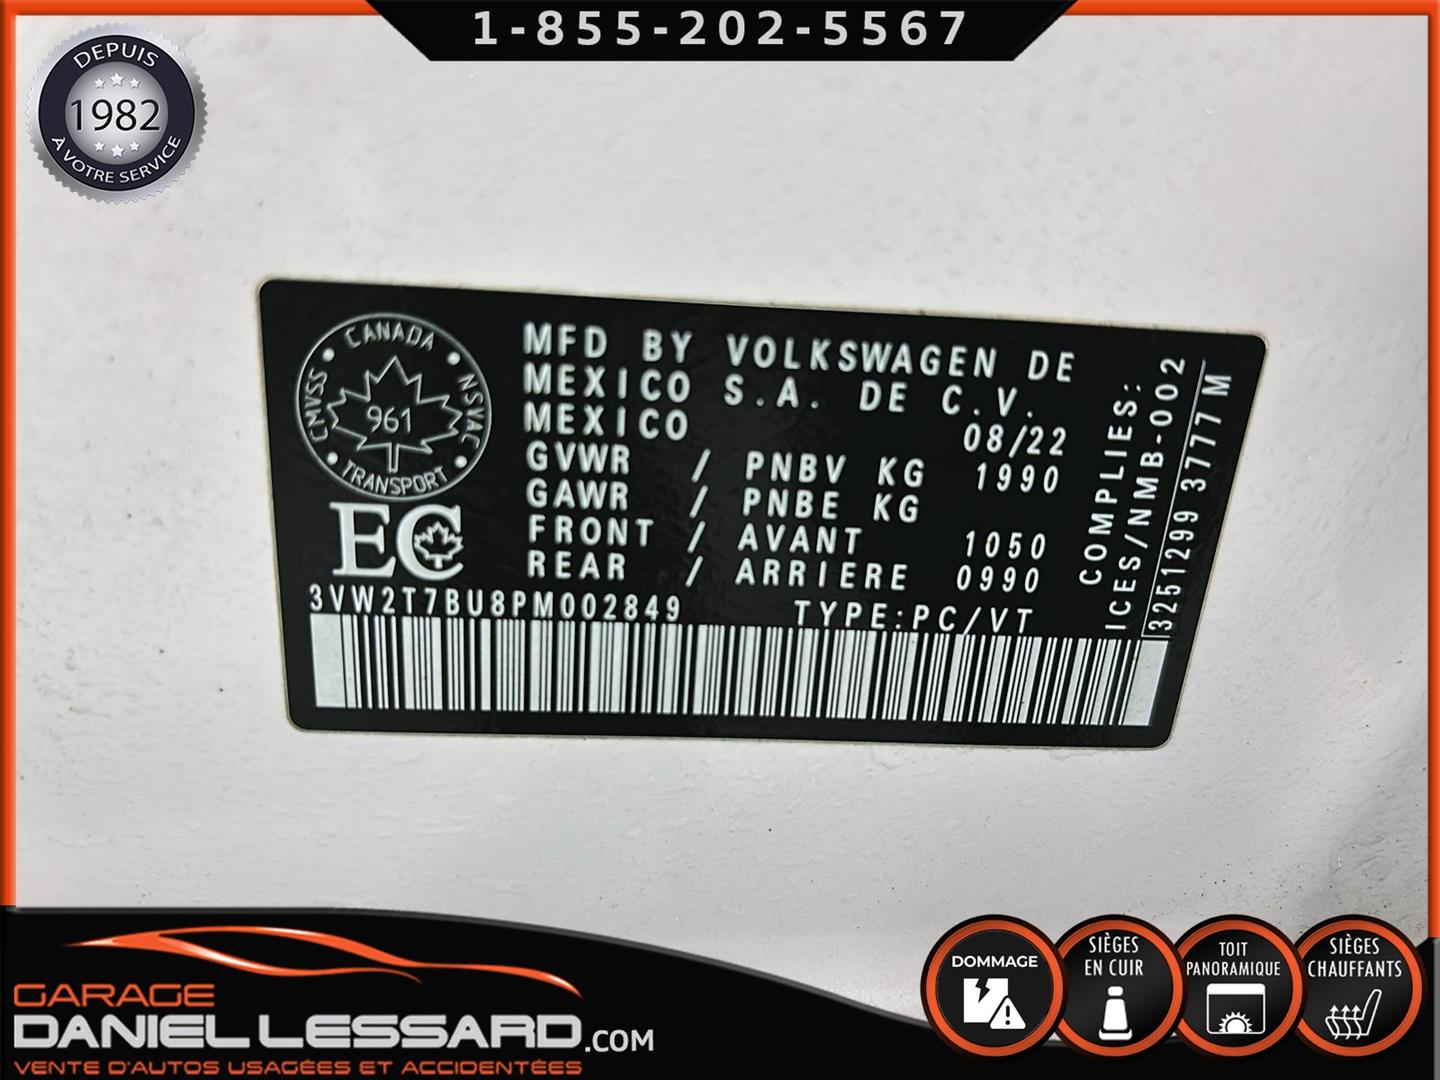 1-855-202-5567
DEPUIS
1982
À VOTRE SERVICE
CANADA
CMVSS
NSVAC
961
TRANSPORT
EC
MFD BY VOLKSWAGEN DE
MEXICO S.A. DE C.V.
MEXICO 08/22
GVWR / PNBV KG 1990
GAWR / PNBE KG
FRONT / AVANT 1050
REAR / ARRIERE 0990
3VW2T7BU8PM002849 TYPE:PC/VT
COMPLIES:
ICES/NMB-002
3251299 3777 M
GARAGE
DANIEL LESSARD.COM
VENTE D'AUTOS USAGÉES ET ACCIDENTÉES
DOMMAGE
SIÈGES
EN CUIR
TOIT
PANORAMIQUE
SIÈGES
CHAUFFANTS